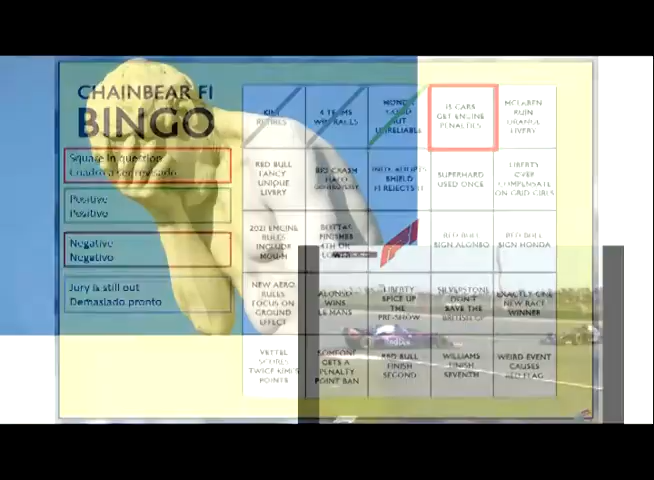 CHAINBEAR F1
BINGO
Square in question
Cuadro a ser revisado
Positive
Positivo
Negative
Negativo
Jury is still out
Demasiado pronto
KIMI
RETIRES
4 TEAMS
WIN RACES
HONDA
BUT
UNRELIABLE
15 CARS
GET ENGINE
PENALTIES
MCLAREN
RUIN
ORANGE
LIVERY
RED BULL
FANCY
UNIQUE
LIVERY
BIG CRASH
HALO
CONTROVERSY
INDY ADOPTS
SHIELD
F1 REJECTS IT
SUPERHARD
USED ONCE
LIBERTY
OVER
COMPENSATE
ON GRID GIRLS
2021 ENGINE
RULES
INCLUDE
MGU-H
BOTTAS
FINISHES
4TH OR
RED BULL
SIGN ALONSO
RED BULL
SIGN HONDA
NEW AERO
RULES
FOCUS ON
GROUND
EFFECT
ALONSO
WINS
LE MANS
LIBERTY
SPICE UP
THE
PRE-SHOW
SILVERSTONE
DON'T
SAVE THE
BRITISH GP
EXACTLY ONE
NEW RACE
WINNER
VETTEL
SCORES
TWICE KIMI'S
POINTS
SOMEONE
GETS A
PENALTY
POINT BAN
RED BULL
FINISH
SECOND
WILLIAMS
FINISH
SEVENTH
WEIRD EVENT
CAUSES
RED FLAG